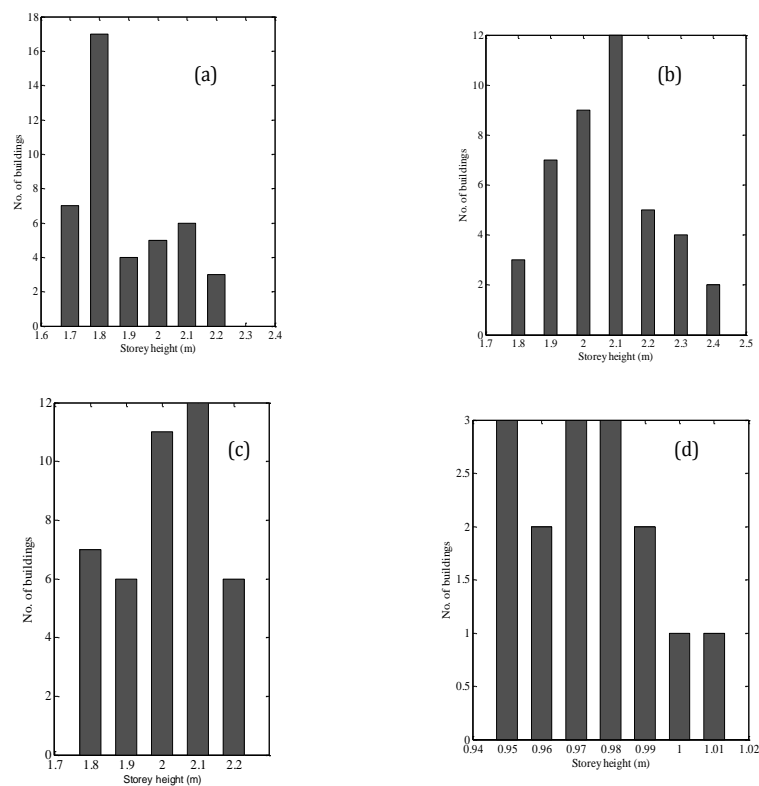 18
16
14
12
10
8
6
4
2
0
No. of buildings
(a)
1.6 1.7 1.8 1.9 2 2.1 2.2 2.3 2.4
Storey height (m)
12
10
8
6
4
2
0
No. of buildings
(b)
1.7 1.8 1.9 2 2.1 2.2 2.3 2.4 2.5
Storey height (m)
12
10
8
6
4
2
0
No. of buildings
(c)
1.7 1.8 1.9 2 2.1 2.2
Storey height (m)
3
2.5
2
1.5
1
0.5
0
No. of buildings
(d)
0.94 0.95 0.96 0.97 0.98 0.99 1 1.01 1.02
Storey height (m)